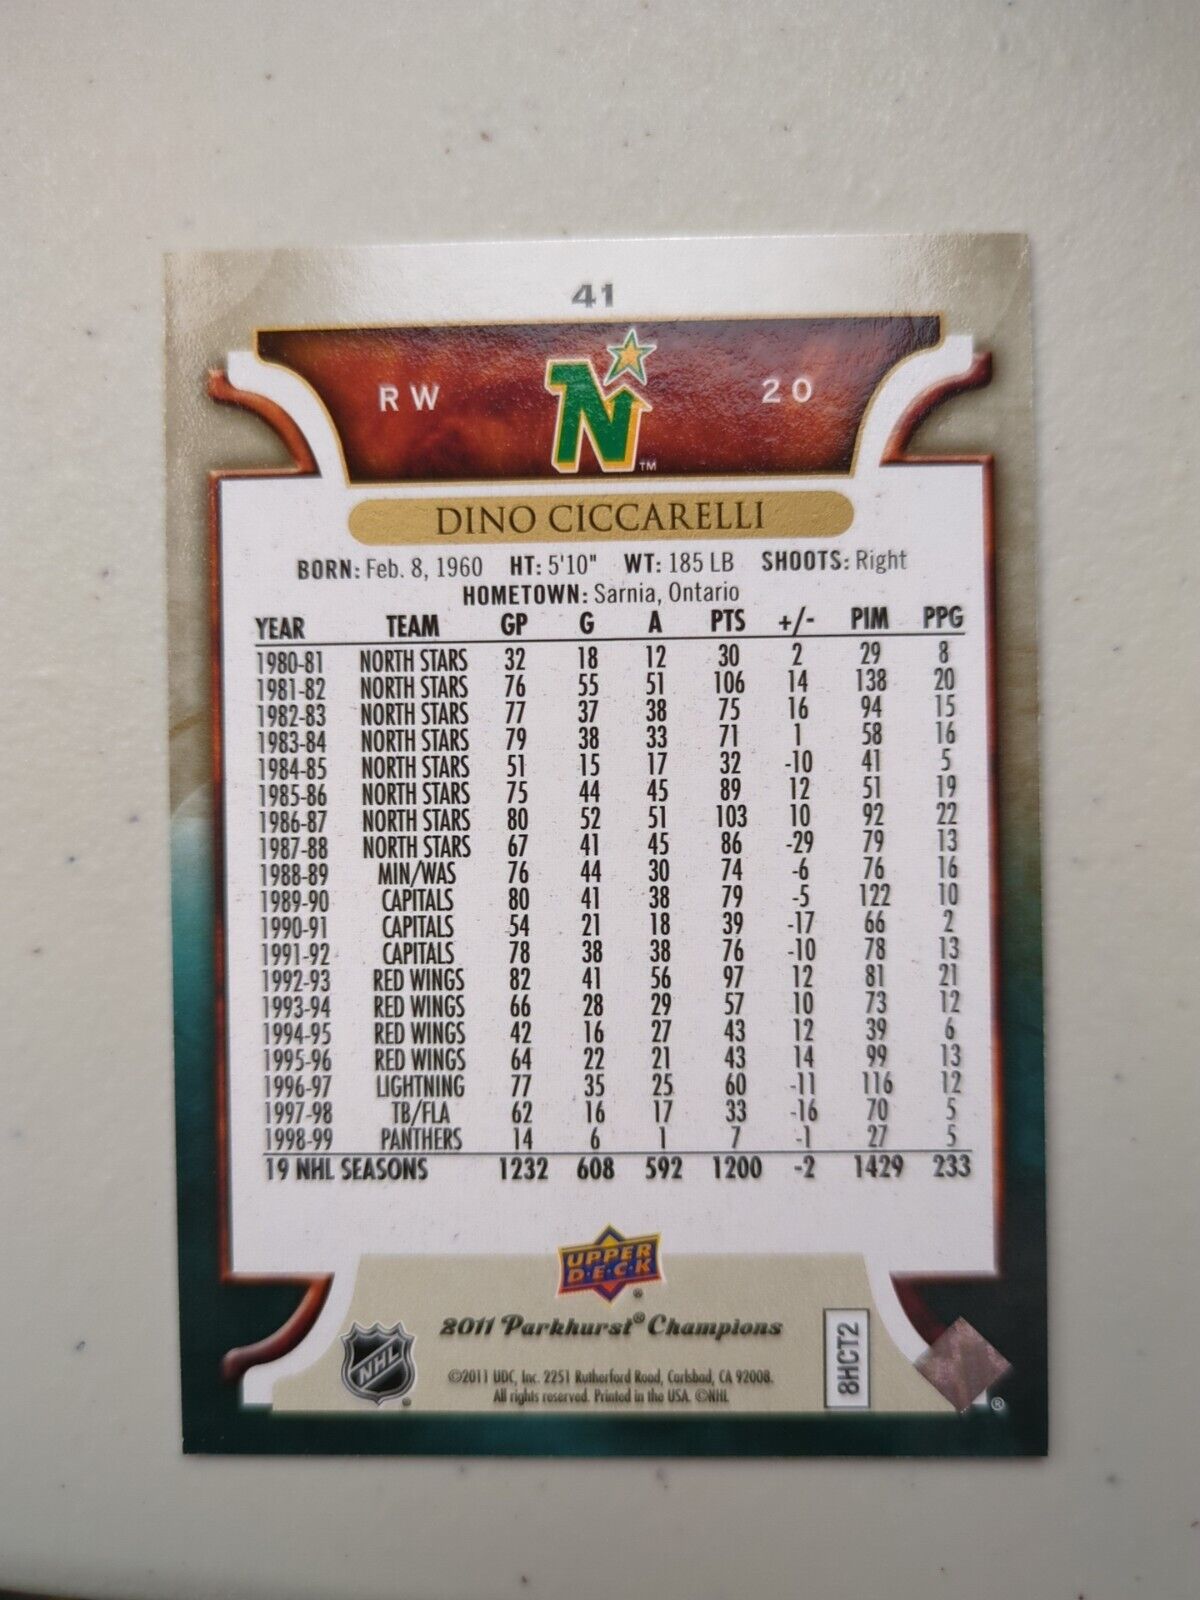 41
RW N ™ 20
DINO CICCARELLI
BORN: Feb. 8, 1960 HT: 5'10" WT: 185 LB SHOOTS: Right
HOMETOWN: Sarnia, Ontario
YEAR TEAM GP G A PTS +/- PIM PPG
1980-81 NORTH STARS 32 18 12 30 2 29 8
1981-82 NORTH STARS 76 55 51 106 14 138 20
1982-83 NORTH STARS 77 37 38 75 16 94 15
1983-84 NORTH STARS 79 38 33 71 1 58 16
1984-85 NORTH STARS 51 15 17 32 -10 41 5
1985-86 NORTH STARS 75 44 45 89 12 51 19
1986-87 NORTH STARS 80 52 51 103 10 92 22
1987-88 NORTH STARS 67 41 45 86 -29 79 13
1988-89 MIN/WAS 76 44 30 74 -6 76 16
1989-90 CAPITALS 80 41 38 79 -5 122 10
1990-91 CAPITALS 54 21 18 39 -17 66 2
1991-92 CAPITALS 78 38 38 76 -10 78 13
1992-93 RED WINGS 82 41 56 97 12 81 21
1993-94 RED WINGS 66 28 29 57 10 73 12
1994-95 RED WINGS 42 16 27 43 12 39 6
1995-96 RED WINGS 64 22 21 43 14 99 13
1996-97 LIGHTNING 77 35 25 60 -11 116 12
1997-98 TB/FLA 62 16 17 33 -16 70 5
1998-99 PANTHERS 14 6 1 7 -1 27 5
19 NHL SEASONS 1232 608 592 1200 -2 1429 233
UPPER
D·E·C·K ®
2011 Parkhurst® Champions
NHL ®
©2011 UDC, Inc. 2251 Rutherford Road, Carlsbad, CA 92008.
All rights reserved. Printed in the USA. ©NHL
8HCT2
®